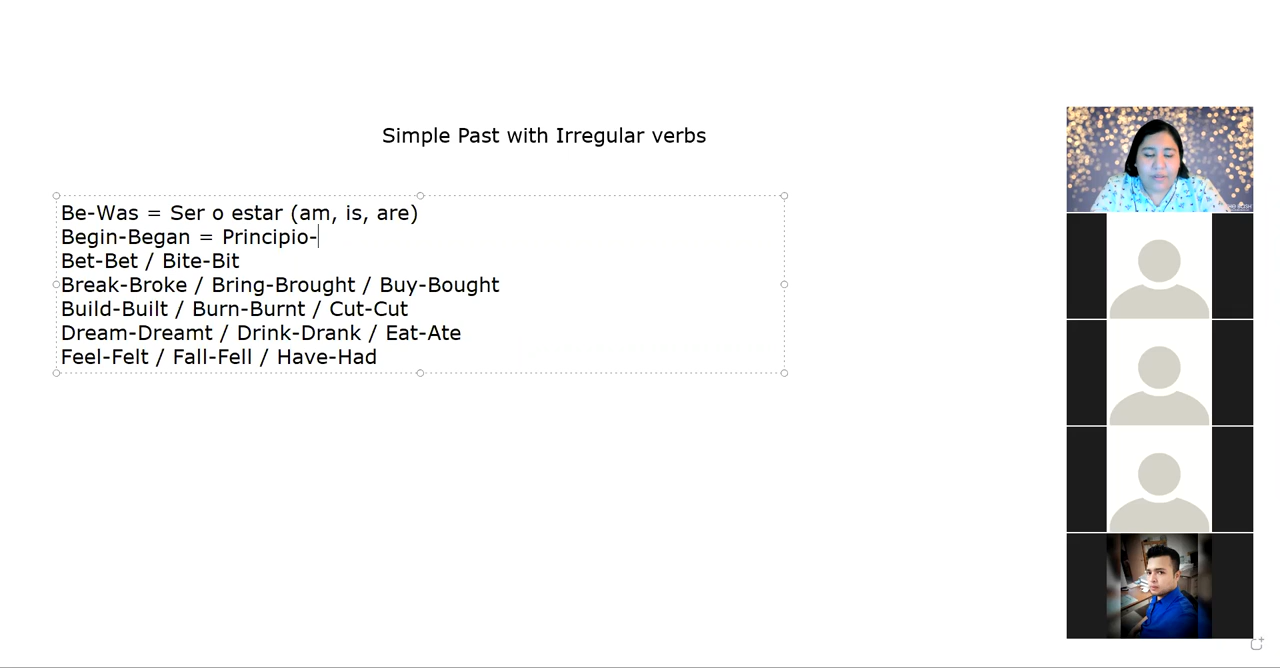 Simple Past with Irregular verbs
Be-Was = Ser o estar (am, is, are)
Begin-Began = Principio-
Bet-Bet / Bite-Bit
Break-Broke / Bring-Brought / Buy-Bought
Build-Built / Burn-Burnt / Cut-Cut
Dream-Dreamt / Drink-Drank / Eat-Ate
Feel-Felt / Fall-Fell / Have-Had